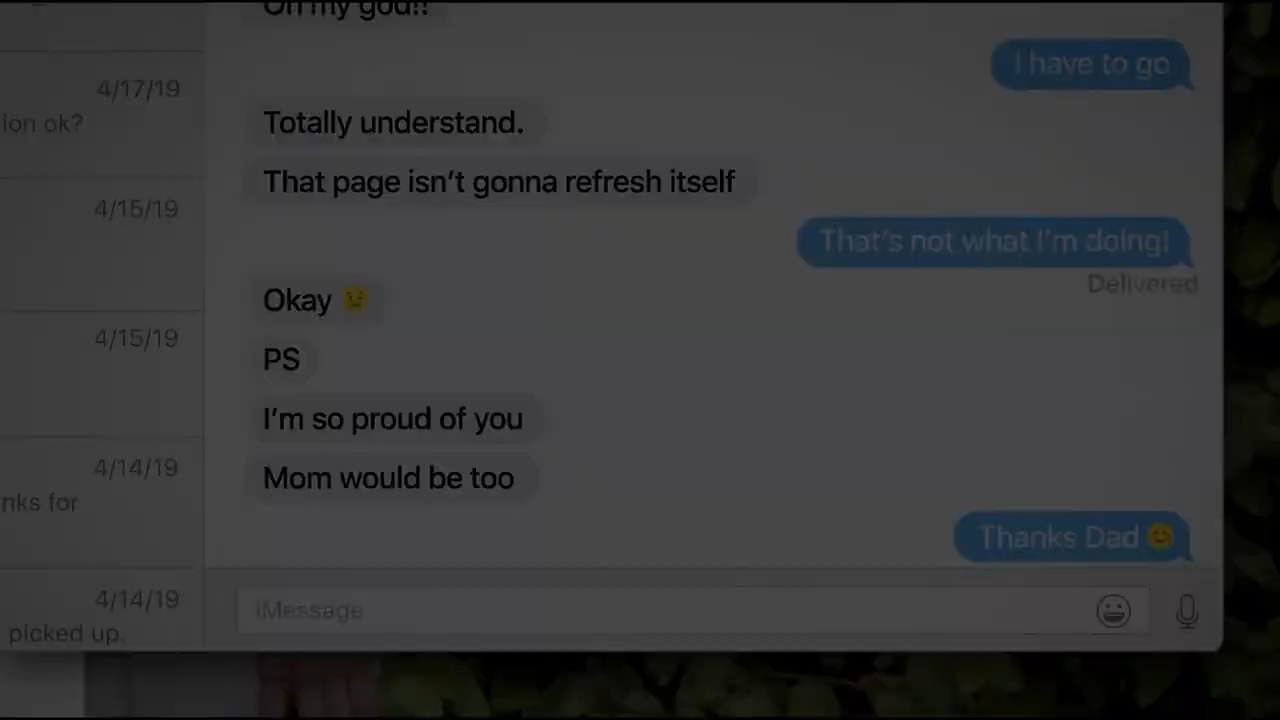 Oh my god!!
I have to go
4/17/19
ion ok?
Totally understand.
That page isn't gonna refresh itself
4/15/19
That's not what I'm doing!
Delivered
Okay 😉
4/15/19
PS
I'm so proud of you
4/14/19
nks for
Mom would be too
Thanks Dad 😊
4/14/19
picked up.
iMessage